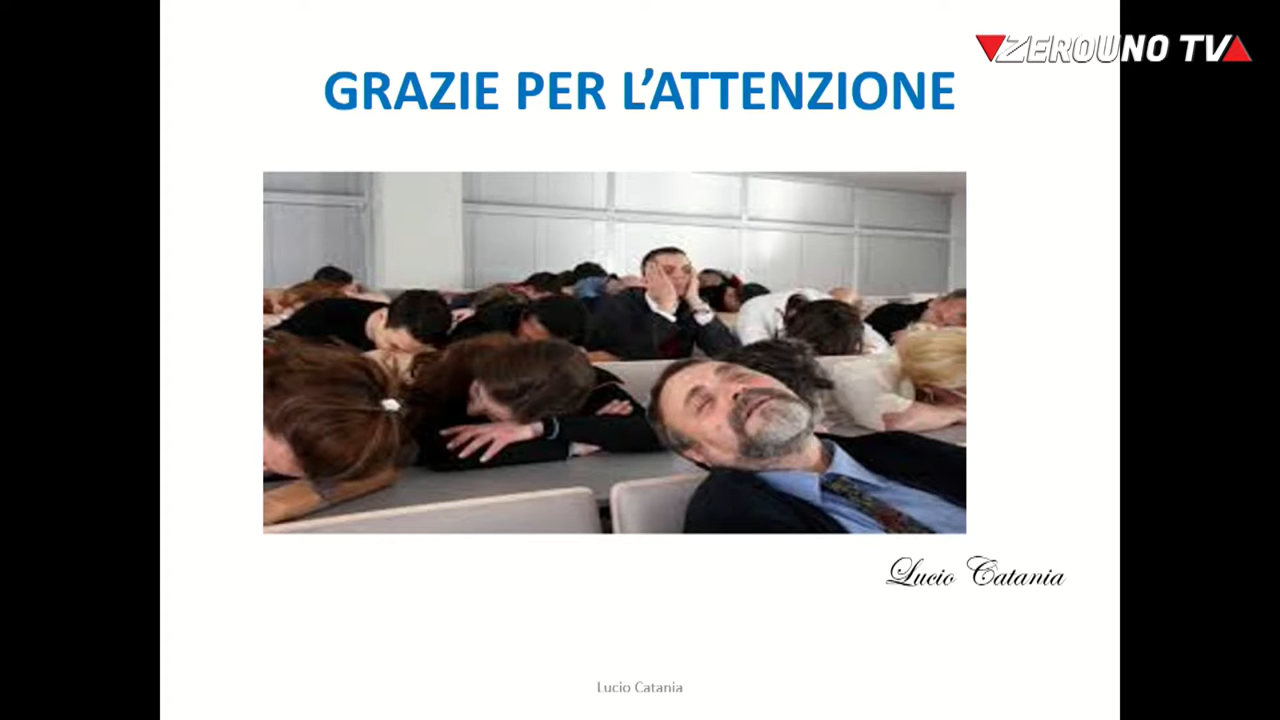 ZEROUNO TV
GRAZIE PER L'ATTENZIONE
Lucio Catania
Lucio Catania